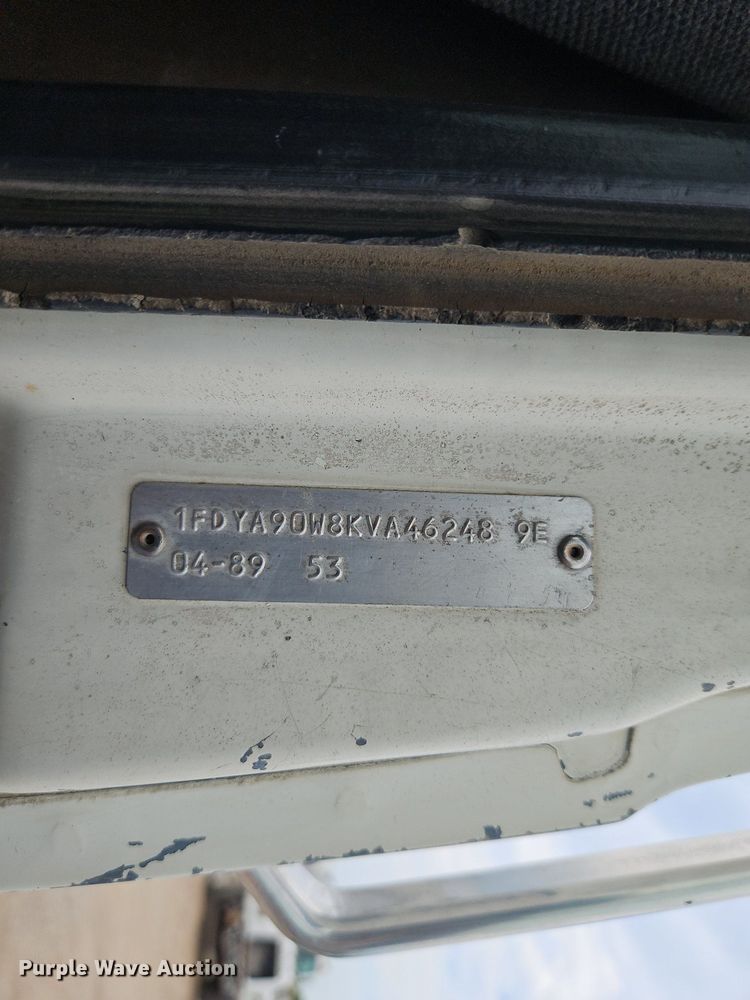 1FDYA90W8KVA46248 9E
04-89 53
Purple Wave Auction